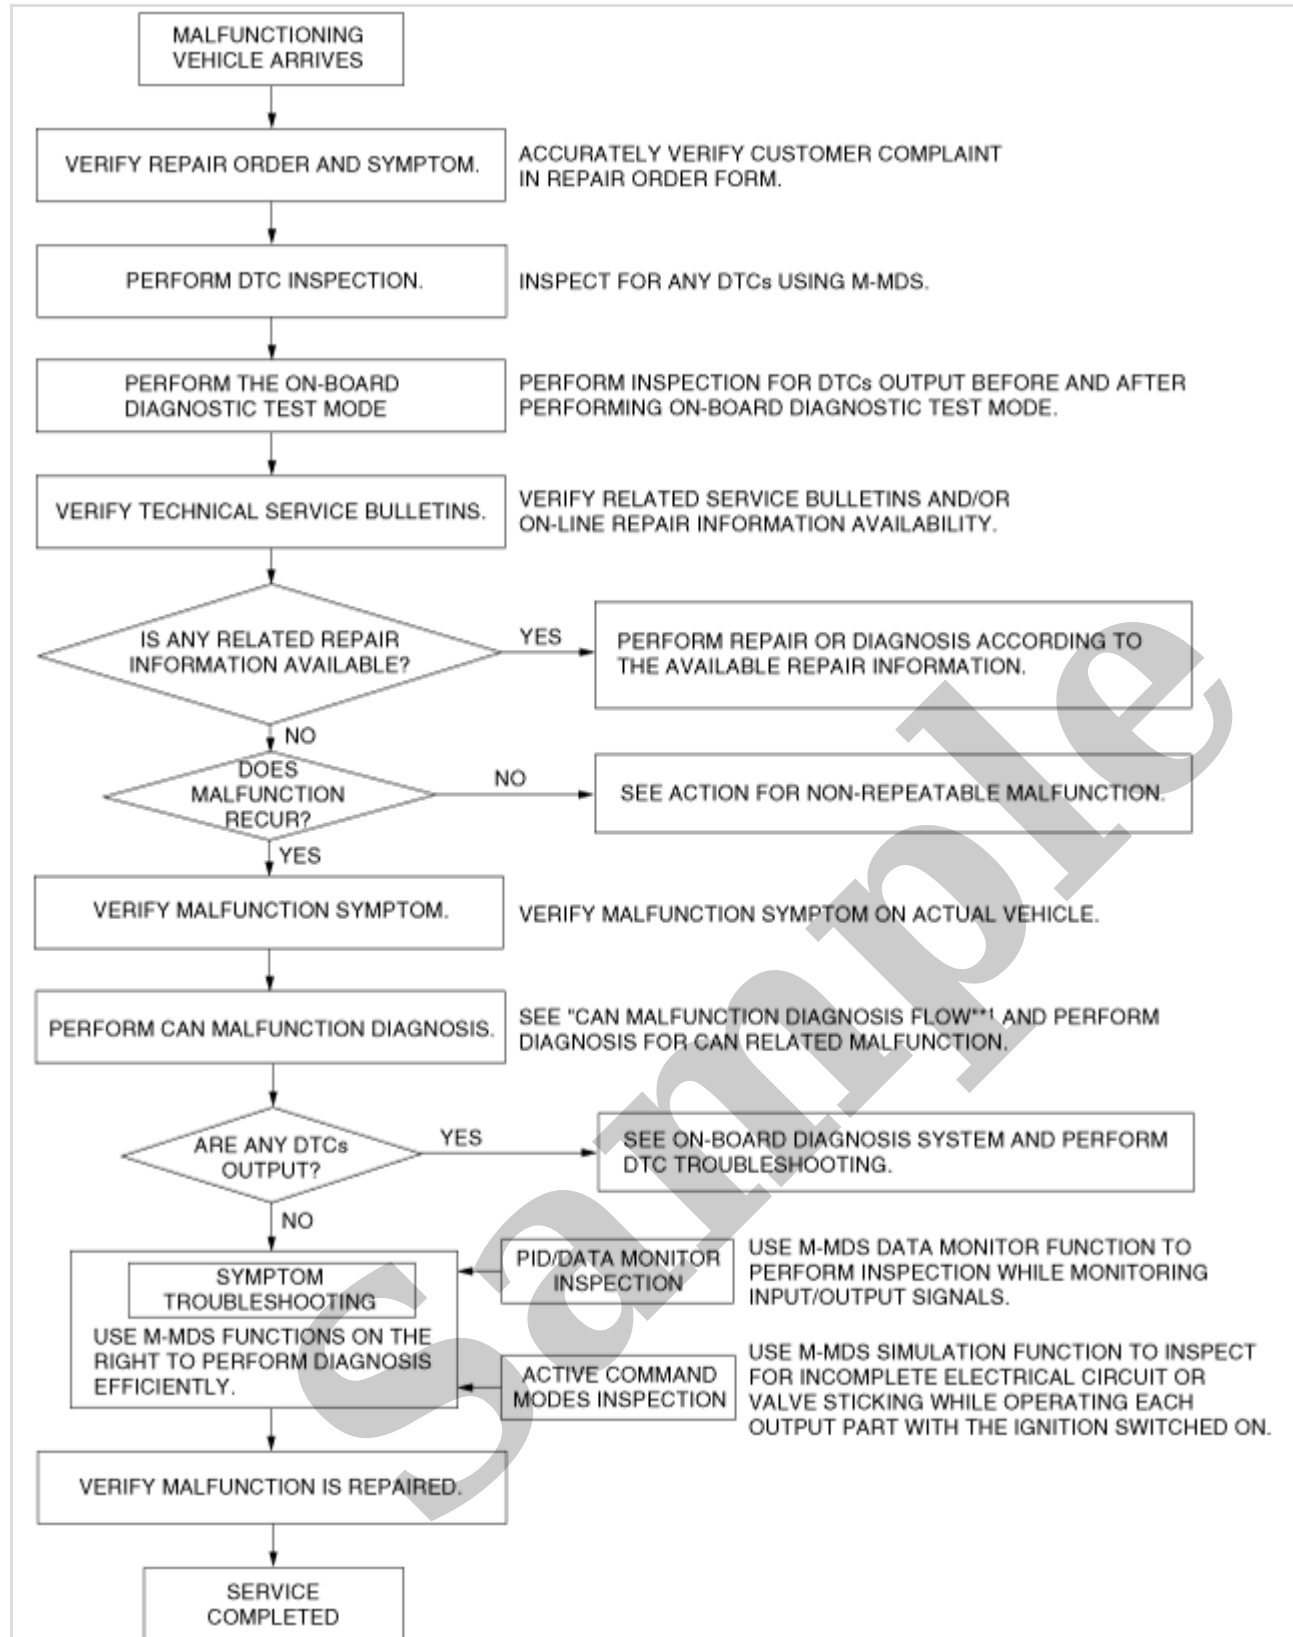 MALFUNCTIONING
VEHICLE ARRIVES
VERIFY REPAIR ORDER AND SYMPTOM.
ACCURATELY VERIFY CUSTOMER COMPLAINT
IN REPAIR ORDER FORM.
PERFORM DTC INSPECTION.
INSPECT FOR ANY DTCs USING M-MDS.
PERFORM THE ON-BOARD
DIAGNOSTIC TEST MODE
PERFORM INSPECTION FOR DTCs OUTPUT BEFORE AND AFTER
PERFORMING ON-BOARD DIAGNOSTIC TEST MODE.
VERIFY TECHNICAL SERVICE BULLETINS.
VERIFY RELATED SERVICE BULLETINS AND/OR
ON-LINE REPAIR INFORMATION AVAILABILITY.
IS ANY RELATED REPAIR
INFORMATION AVAILABLE?
YES
PERFORM REPAIR OR DIAGNOSIS ACCORDING TO
THE AVAILABLE REPAIR INFORMATION.
NO
DOES
MALFUNCTION
RECUR?
NO
SEE ACTION FOR NON-REPEATABLE MALFUNCTION.
YES
VERIFY MALFUNCTION SYMPTOM.
VERIFY MALFUNCTION SYMPTOM ON ACTUAL VEHICLE.
PERFORM CAN MALFUNCTION DIAGNOSIS.
SEE "CAN MALFUNCTION DIAGNOSIS FLOW"*1 AND PERFORM
DIAGNOSIS FOR CAN RELATED MALFUNCTION.
ARE ANY DTCs
OUTPUT?
YES
SEE ON-BOARD DIAGNOSIS SYSTEM AND PERFORM
DTC TROUBLESHOOTING.
NO
SYMPTOM
TROUBLESHOOTING
USE M-MDS FUNCTIONS ON THE
RIGHT TO PERFORM DIAGNOSIS
EFFICIENTLY.
PID/DATA MONITOR
INSPECTION
USE M-MDS DATA MONITOR FUNCTION TO
PERFORM INSPECTION WHILE MONITORING
INPUT/OUTPUT SIGNALS.
ACTIVE COMMAND
MODES INSPECTION
USE M-MDS SIMULATION FUNCTION TO INSPECT
FOR INCOMPLETE ELECTRICAL CIRCUIT OR
VALVE STICKING WHILE OPERATING EACH
OUTPUT PART WITH THE IGNITION SWITCHED ON.
VERIFY MALFUNCTION IS REPAIRED.
SERVICE
COMPLETED
Sample